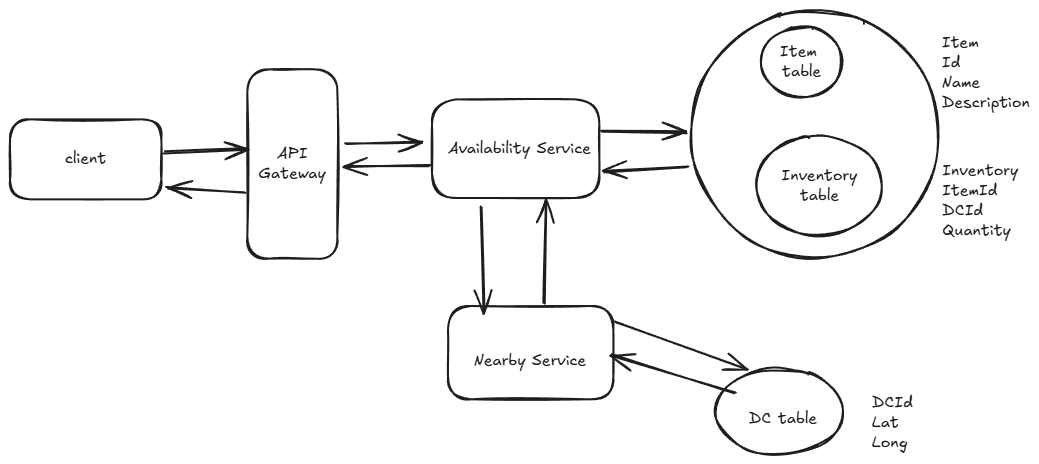 client
API
Gateway
Availability Service
Item
table
Inventory
table
Item
Id
Name
Description
Inventory
ItemId
DCId
Quantity
Nearby Service
DC table
DCId
Lat
Long